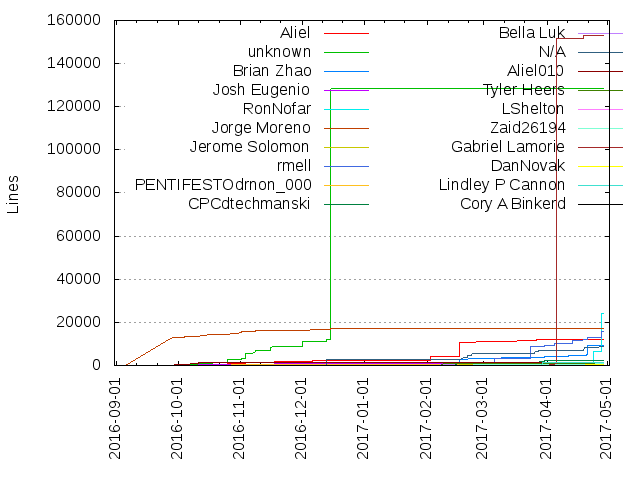 160000
140000
120000
100000
80000
60000
40000
20000
0
Lines
Aliel
unknown
Brian Zhao
Josh Eugenio
RonNofar
Jorge Moreno
Jerome Solomon
rmell
PENTIFESTOdrnon_000
CPCdtechmanski
Bella Luk
N/A
Aliel010
Tyler Heers
LShelton
Zaid26194
Gabriel Lamorie
DanNovak
Lindley P Cannon
Cory A Binkerd
2016-09-01
2016-10-01
2016-11-01
2016-12-01
2017-01-01
2017-02-01
2017-03-01
2017-04-01
2017-05-01